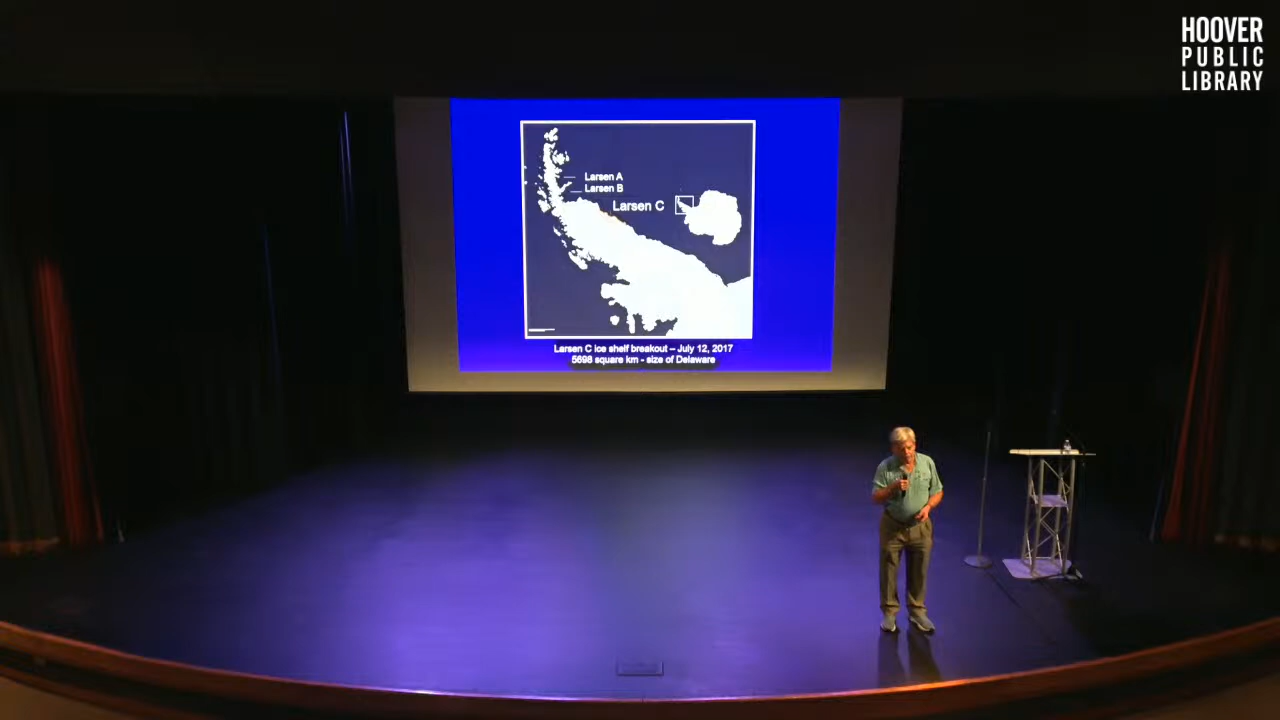 HOOVER
PUBLIC
LIBRARY
Larsen A
Larsen B
Larsen C
Larsen C ice shelf breakout – July 12, 2017
5698 square km - size of Delaware